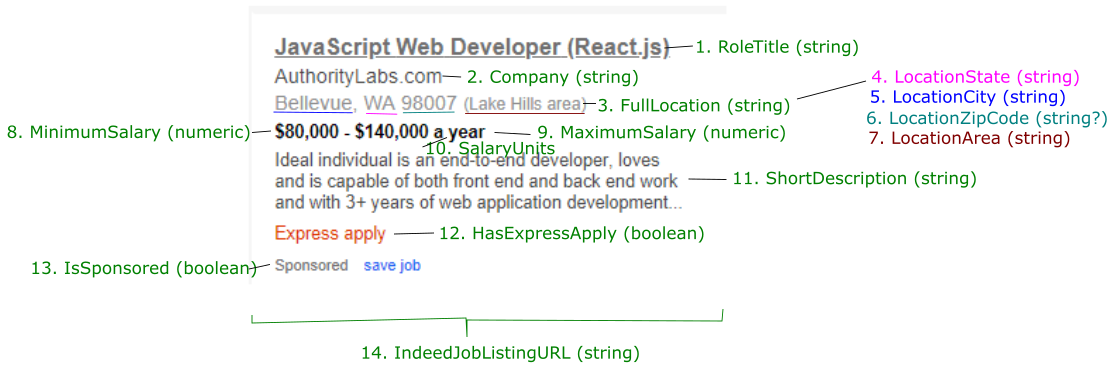 JavaScript Web Developer (React.js)
1. RoleTitle (string)
AuthorityLabs.com
2. Company (string)
4. LocationState (string)
Bellevue, WA 98007 (Lake Hills area)
3. FullLocation (string)
5. LocationCity (string)
6. LocationZipCode (string?)
7. LocationArea (string)
8. MinimumSalary (numeric)
$80,000 - $140,000 a year
9. MaximumSalary (numeric)
10. SalaryUnits
Ideal individual is an end-to-end developer, loves
and is capable of both front end and back end work
and with 3+ years of web application development...
11. ShortDescription (string)
Express apply
12. HasExpressApply (boolean)
13. IsSponsored (boolean)
Sponsored save job
14. IndeedJobListingURL (string)